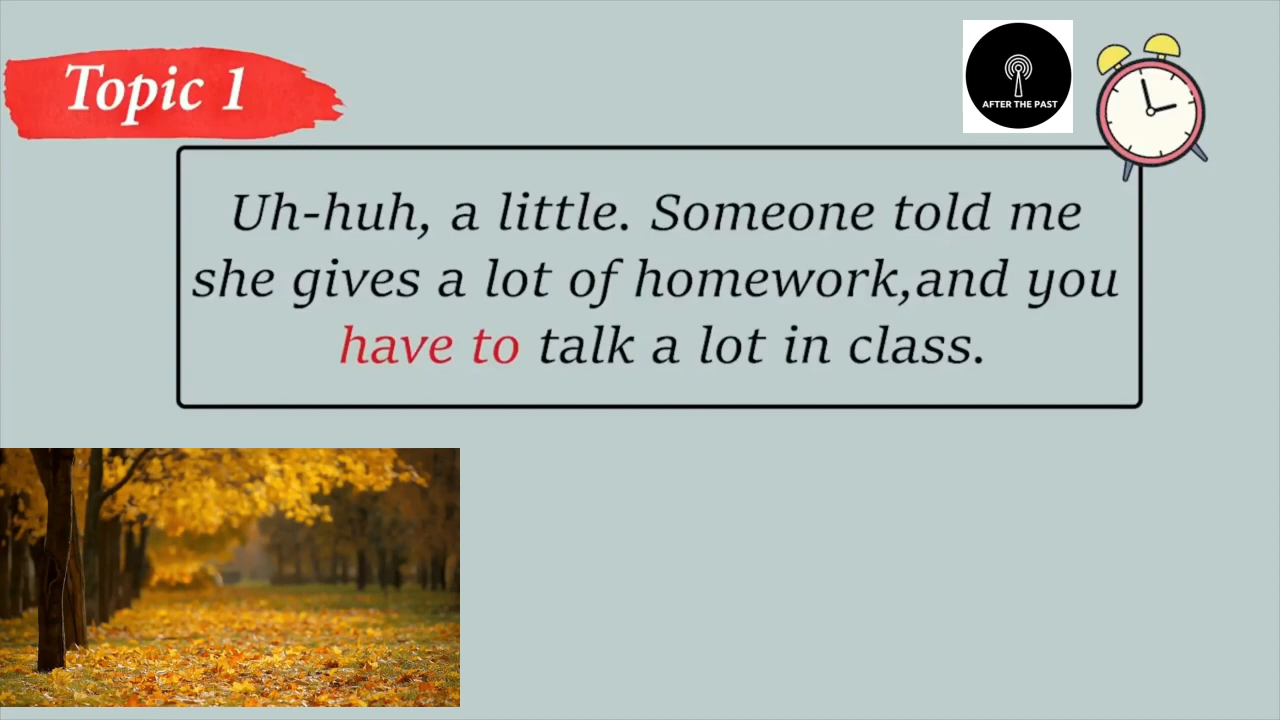 Topic 1
AFTER THE PAST
Uh-huh, a little. Someone told me
she gives a lot of homework,and you
have to talk a lot in class.